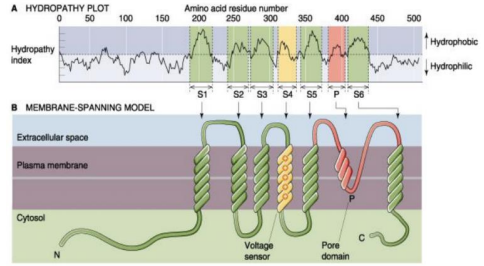 A HYDROPATHY PLOT
Amino acid residue number
0 50 100 150 200 250 300 350 400 450 500
Hydropathy
index
Hydrophobic
Hydrophilic
S1 S2 S3 S4 S5 P S6
B MEMBRANE-SPANNING MODEL
Extracellular space
Plasma membrane
Cytosol
P
N
Voltage
sensor
Pore
domain
C